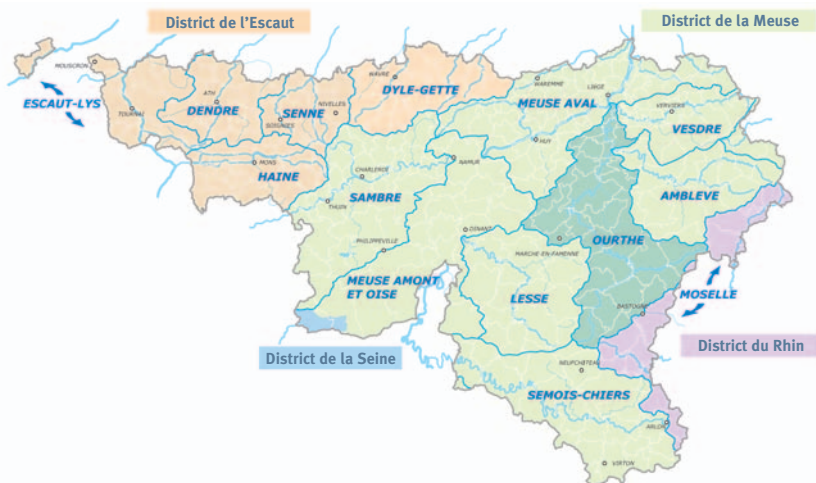 District de l'Escaut
District de la Meuse
MOUSCRON
WAVRE
ESCAUT-LYS
ATH
DYLE-GETTE
WAREMME
LIEGE
TOURNAI
DENDRE
SENNE
NIVELLES
MEUSE AVAL
VERVIERS
SOIGNIES
VESDRE
HUY
MONS
HAINE
NAMUR
CHARLEROI
SAMBRE
AMBLEVE
THUIN
DINANT
OURTHE
PHILIPPEVILLE
MARCHE-EN-FAMENNE
MEUSE AMONT
ET OISE
LESSE
MOSELLE
BASTOGNE
District de la Seine
District du Rhin
NEUFCHÂTEAU
SEMOIS-CHIERS
ARLON
VIRTON